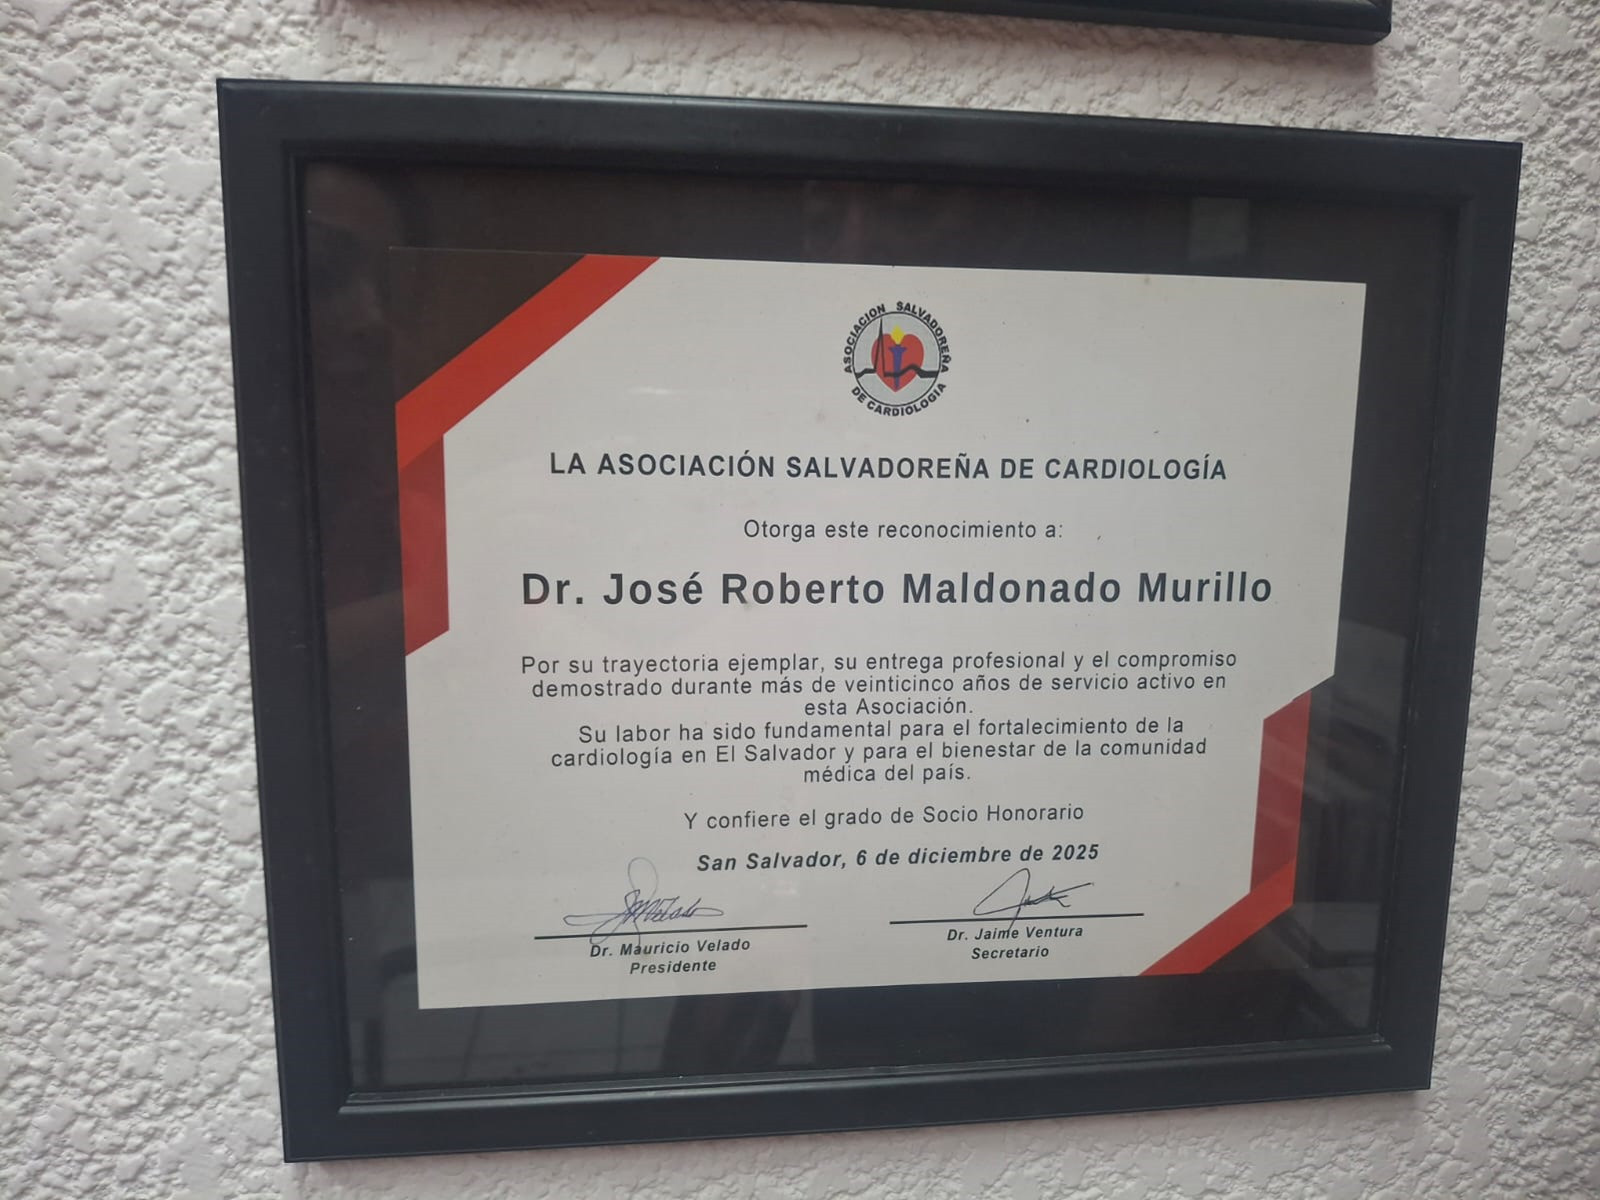 ASOCIACION SALVADOREÑA
DE CARDIOLOGÍA
LA ASOCIACIÓN SALVADOREÑA DE CARDIOLOGÍA
Otorga este reconocimiento a:
Dr. José Roberto Maldonado Murillo
Por su trayectoria ejemplar, su entrega profesional y el compromiso
demostrado durante más de veinticinco años de servicio activo en
esta Asociación.
Su labor ha sido fundamental para el fortalecimiento de la
cardiología en El Salvador y para el bienestar de la comunidad
médica del país.
Y confiere el grado de Socio Honorario
San Salvador, 6 de diciembre de 2025
Dr. Mauricio Velado
Presidente
Dr. Jaime Ventura
Secretario